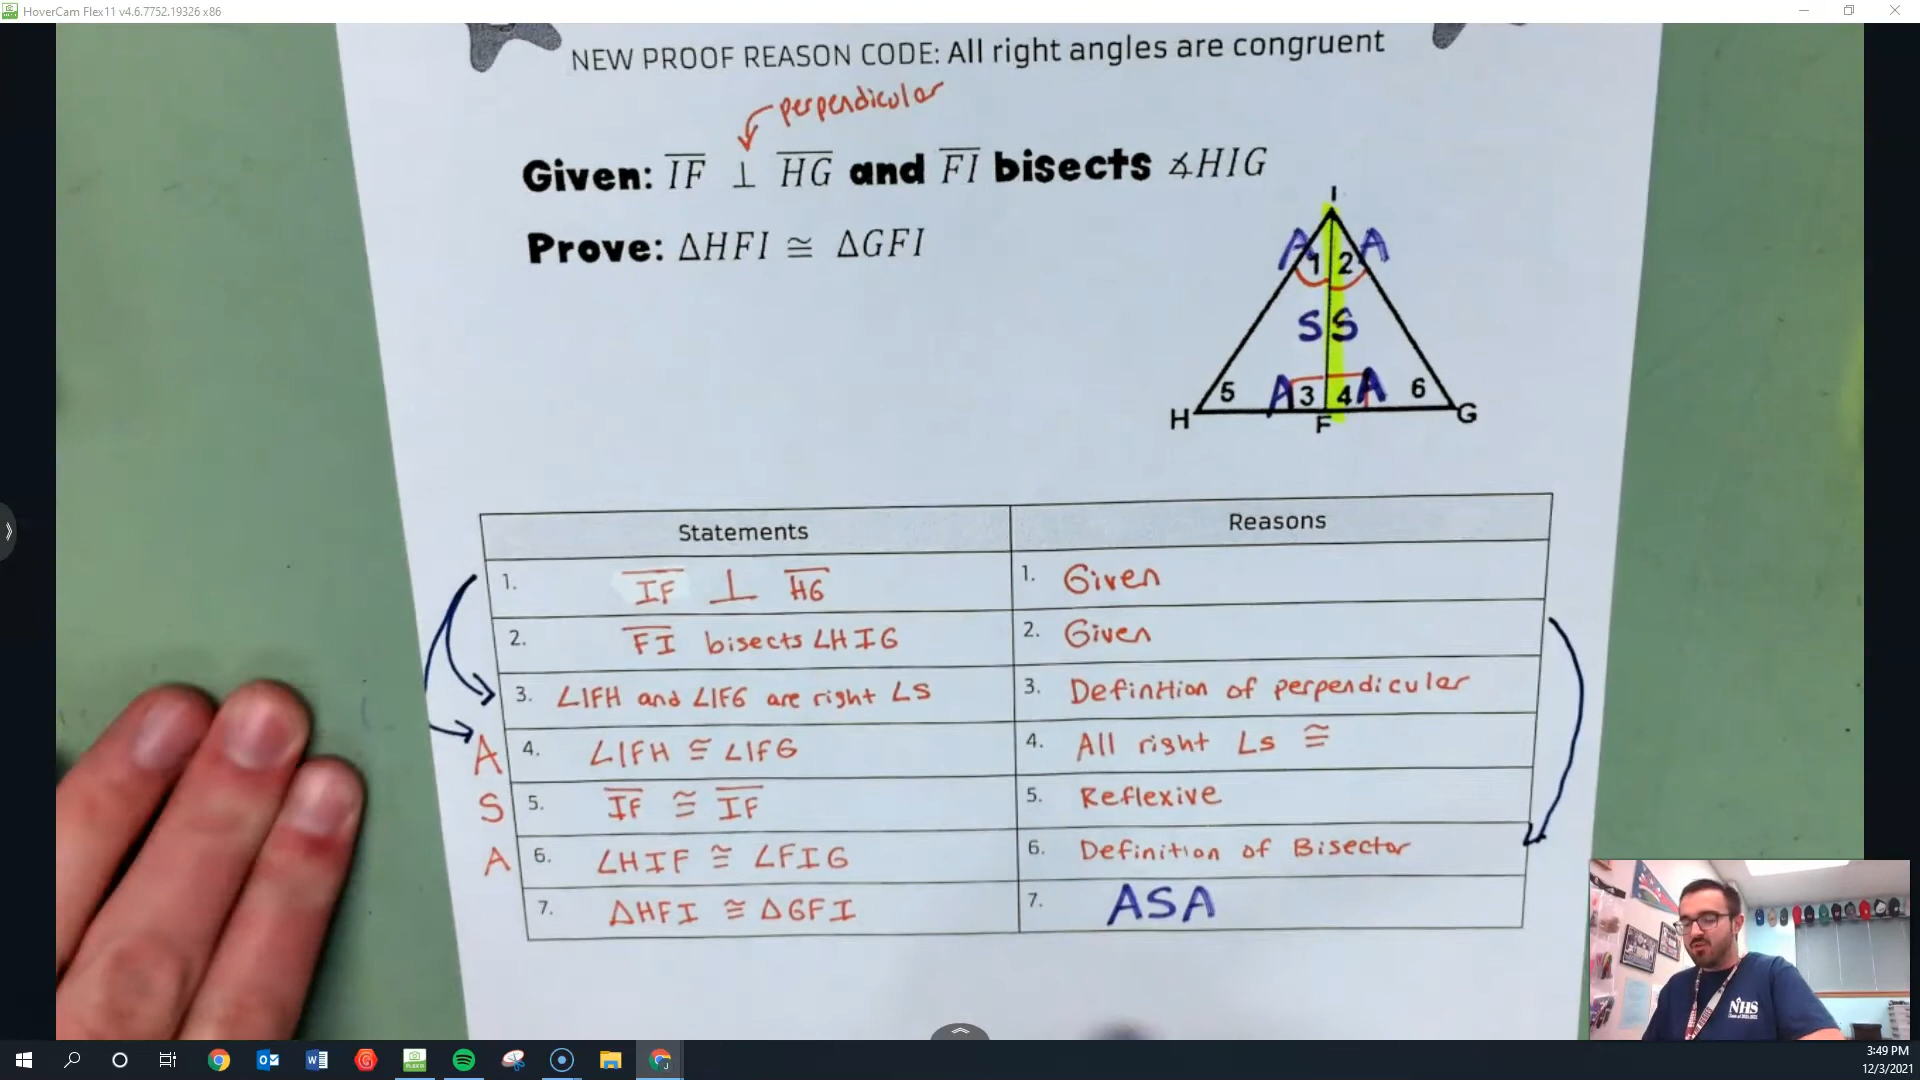 HoverCam Flex11 v4.6.7752.19326 x86
NEW PROOF REASON CODE: All right angles are congruent
perpendicular
Given: IF ⊥ HG and FI bisects ∡HIG
Prove: ΔHFI ≅ ΔGFI
I
A 1 2 A
S S
5 A 3 4 A 6
H F G
Statements Reasons
1. IF ⊥ HG 1. Given
2. FI bisects ∠HIG 2. Given
3. ∠IFH and ∠IFG are right ∠s 3. Definition of perpendicular
A 4. ∠IFH ≅ ∠IFG 4. All right ∠s ≅
S 5. IF ≅ IF 5. Reflexive
A 6. ∠HIF ≅ ∠FIG 6. Definition of Bisector
7. ΔHFI ≅ ΔGFI 7. ASA
NHS
3:49 PM
12/3/2021